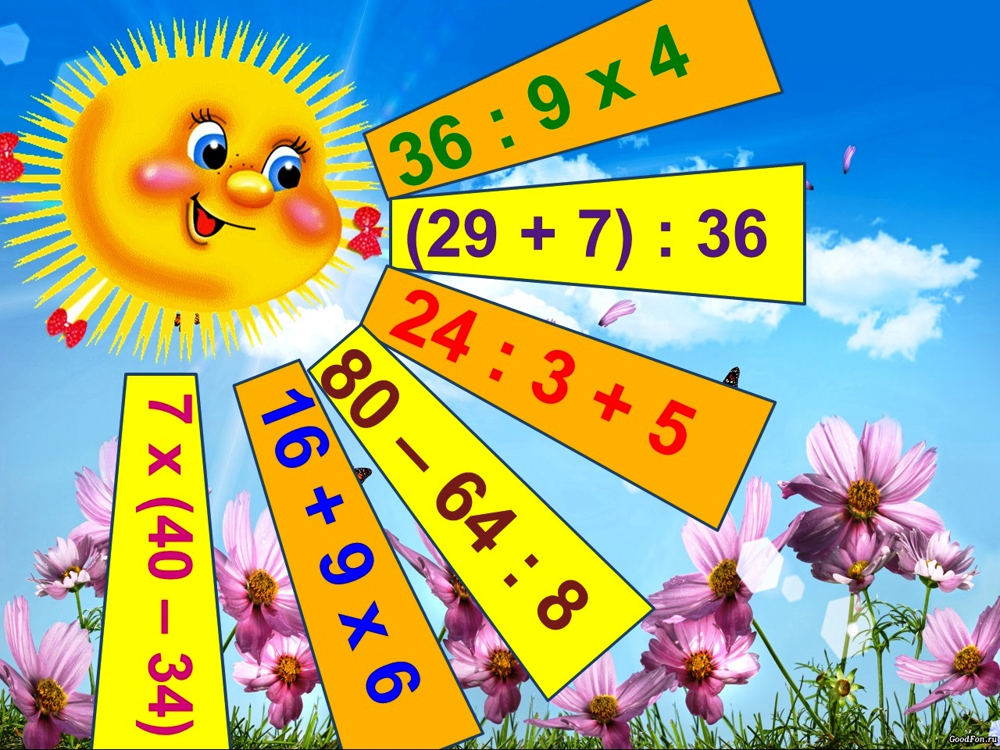 36 : 9 x 4
(29 + 7) : 36
24 : 3 + 5
80 – 64 : 8
16 + 9 x 6
7 x (40 – 34)
GoodFon.ru